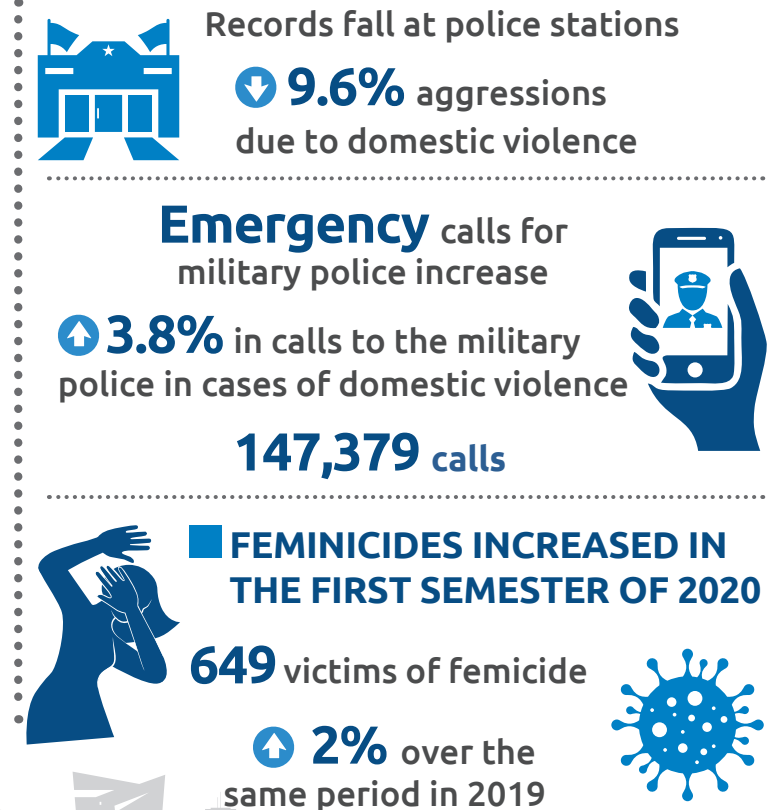 Records fall at police stations
9.6% aggressions
due to domestic violence
Emergency calls for
military police increase
3.8% in calls to the military
police in cases of domestic violence
147,379 calls
FEMINICIDES INCREASED IN
THE FIRST SEMESTER OF 2020
649 victims of femicide
2% over the
same period in 2019